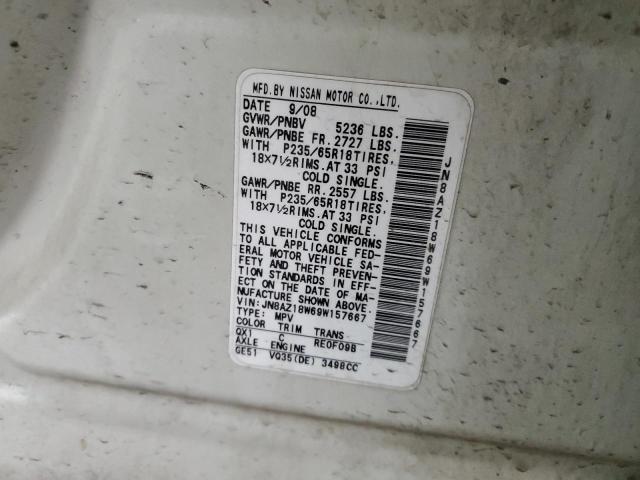 MFD. BY NISSAN MOTOR CO., LTD.
DATE 9/08
GVWR/PNBV 5236 LBS.
GAWR/PNBE FR. 2727 LBS.
WITH P235/65R18TIRES,
18X7½RIMS. AT 33 PSI
COLD SINGLE.
GAWR/PNBE RR. 2557 LBS.
WITH P235/65R18TIRES,
18X7½RIMS. AT 33 PSI
COLD SINGLE.
THIS VEHICLE CONFORMS
TO ALL APPLICABLE FED-
ERAL MOTOR VEHICLE SA-
FETY AND THEFT PREVEN-
TION STANDARDS IN EFF-
ECT ON THE DATE OF MA-
NUFACTURE SHOWN ABOVE.
VIN: JN8AZ18W69W157667
TYPE: MPV
COLOR TRIM TRANS
QX1 C RE0F09B
AXLE ENGINE
GE51 VQ35(DE) 3498CC
JN8AZ18W69W157667